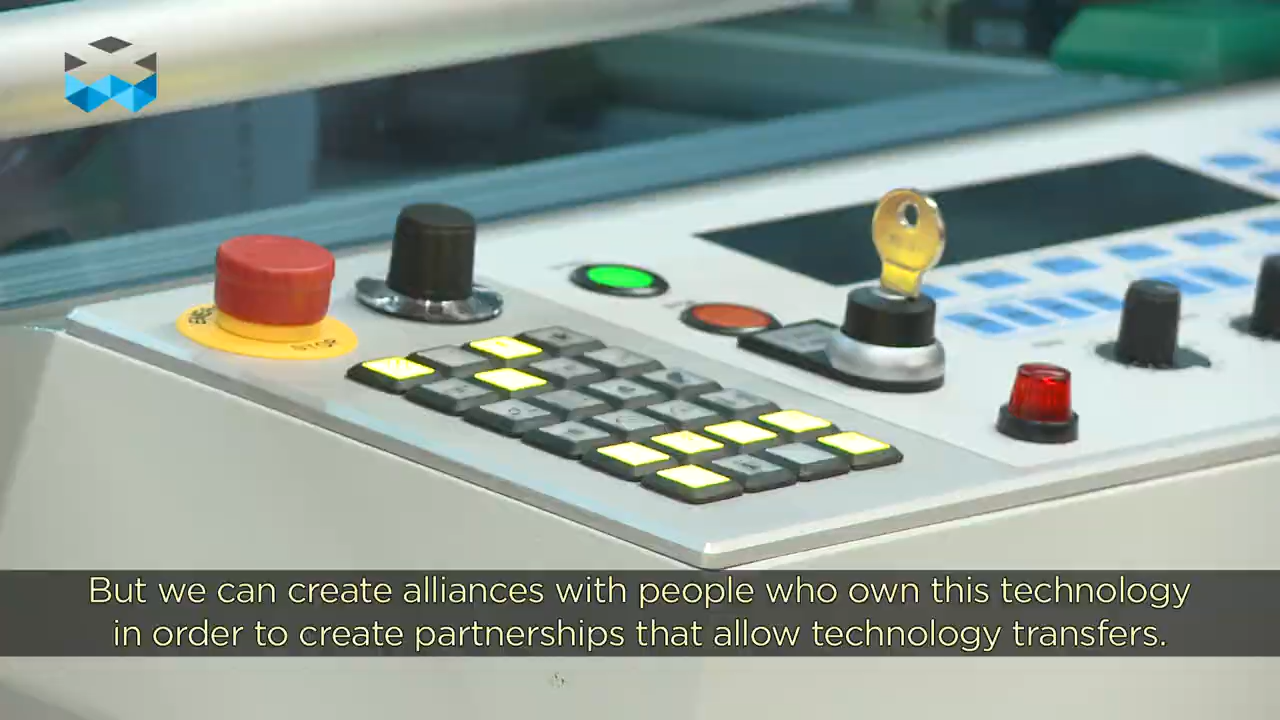 STOP
But we can create alliances with people who own this technology
in order to create partnerships that allow technology transfers.